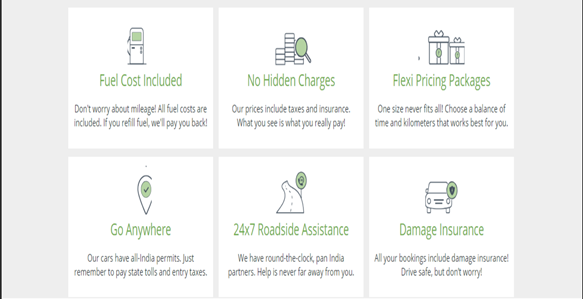 Fuel Cost Included
Don't worry about mileage! All fuel costs are
included. If you refill fuel, we'll pay you back!
No Hidden Charges
Our prices include taxes and insurance.
What you see is what you really pay!
Flexi Pricing Packages
One size never fits all! Choose a balance of
time and kilometers that works best for you.
Go Anywhere
Our cars have all-India permits. Just
remember to pay state tolls and entry taxes.
24x7 Roadside Assistance
We have round-the-clock, pan India
partners. Help is never far away from you.
Damage Insurance
All your bookings include damage insurance!
Drive safe, but don't worry!